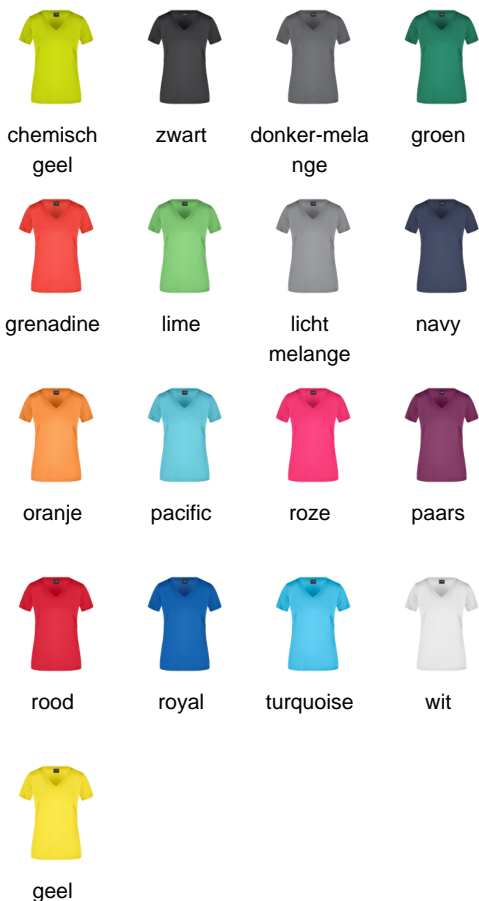 chemisch zwart donker-mela groen
geel nge
grenadine lime licht navy
melange
oranje pacific roze paars
rood royal turquoise wit
geel